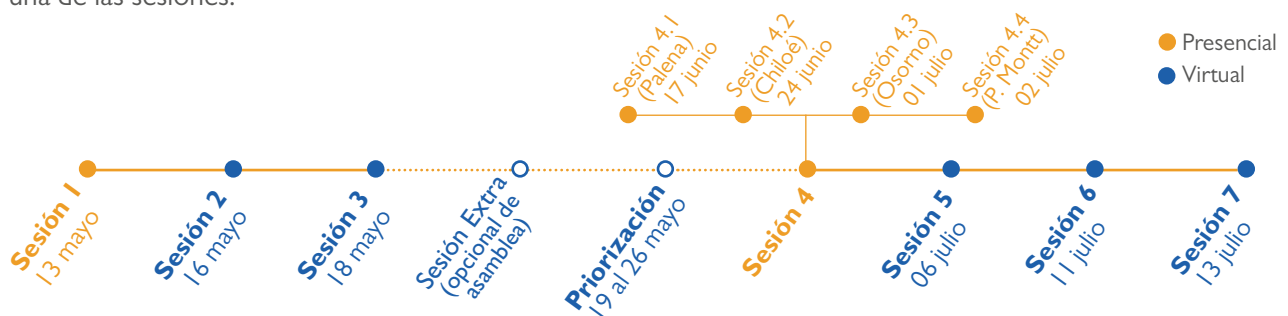 una de las sesiones.
Sesión 4.1
(Palena)
17 junio
Sesión 4.2
(Chiloé)
24 junio
Sesión 4.3
(Osorno)
01 julio
Sesión 4.4
(P. Montt)
02 julio
Presencial
Virtual
Sesión 1
13 mayo
Sesión 2
16 mayo
Sesión 3
18 mayo
Sesión Extra
(opcional de
asamblea)
Priorización
19 al 26 mayo
Sesión 4
Sesión 5
06 julio
Sesión 6
11 julio
Sesión 7
13 julio